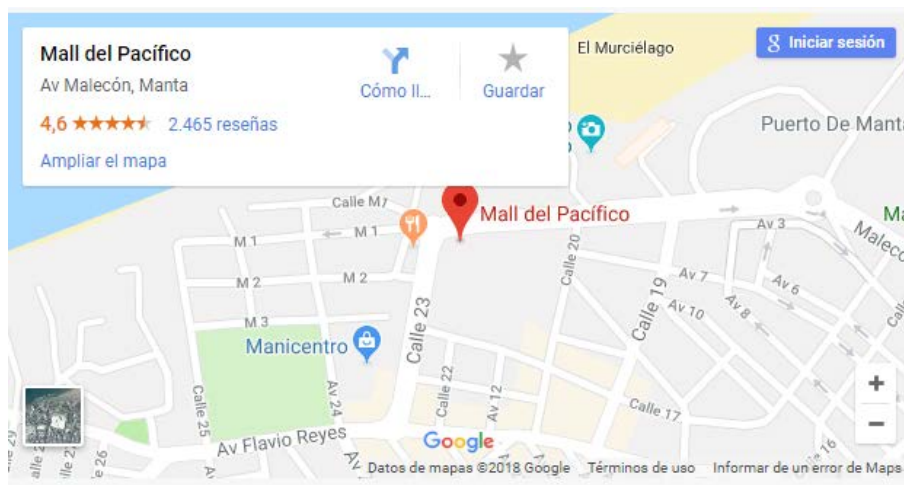 Mall del Pacífico
Av Malecón, Manta
4,6
2.465 reseñas
Ampliar el mapa
Cómo ll...
Guardar
El Murciélago
Iniciar sesión
Puerto De Manta
Calle M1
Mall del Pacífico
M 1
M 1
Av 3
Malecó
M 2
M 2
Calle 20
Av 7
Av 6
M 3
Calle 23
Calle 19
Av 10
Av 8
Manicentro
Calle 22
Av 12
Calle 25
Av 24
Calle 17
+
Av Flavio Reyes
Google
-
Calle 16
Datos de mapas ©2018 Google
Términos de uso
Informar de un error de Maps